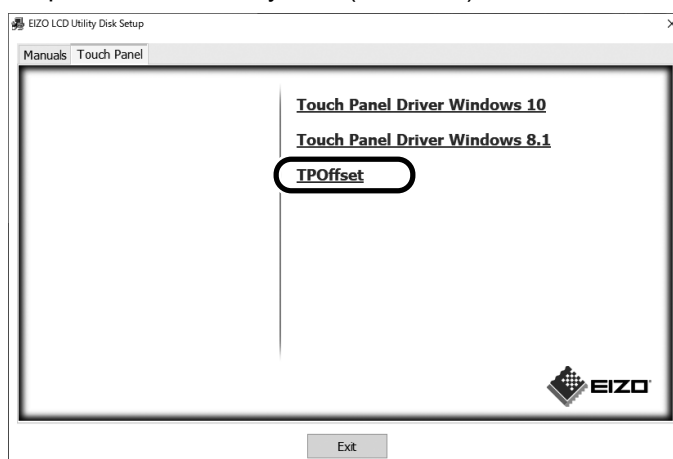 EIZO LCD Utility Disk Setup
Manuals Touch Panel
Touch Panel Driver Windows 10
Touch Panel Driver Windows 8.1
TPOffset
EIZO
Exit